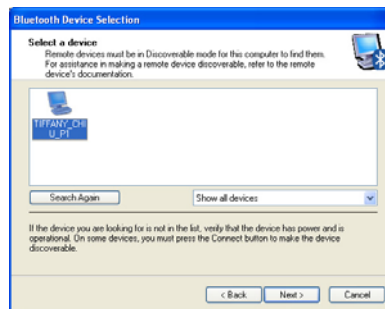 Bluetooth Device Selection
Select a device
Remote devices must be in Discoverable mode for this computer to find them.
For assistance in making a remote device discoverable, refer to the remote
device's documentation.
TIFFANY_CHI
U_P1
Search Again
Show all devices
If the device you are looking for is not in the list, verify that the device has power and is
operational. On some devices, you must press the Connect button to make the device
discoverable.
< Back
Next >
Cancel